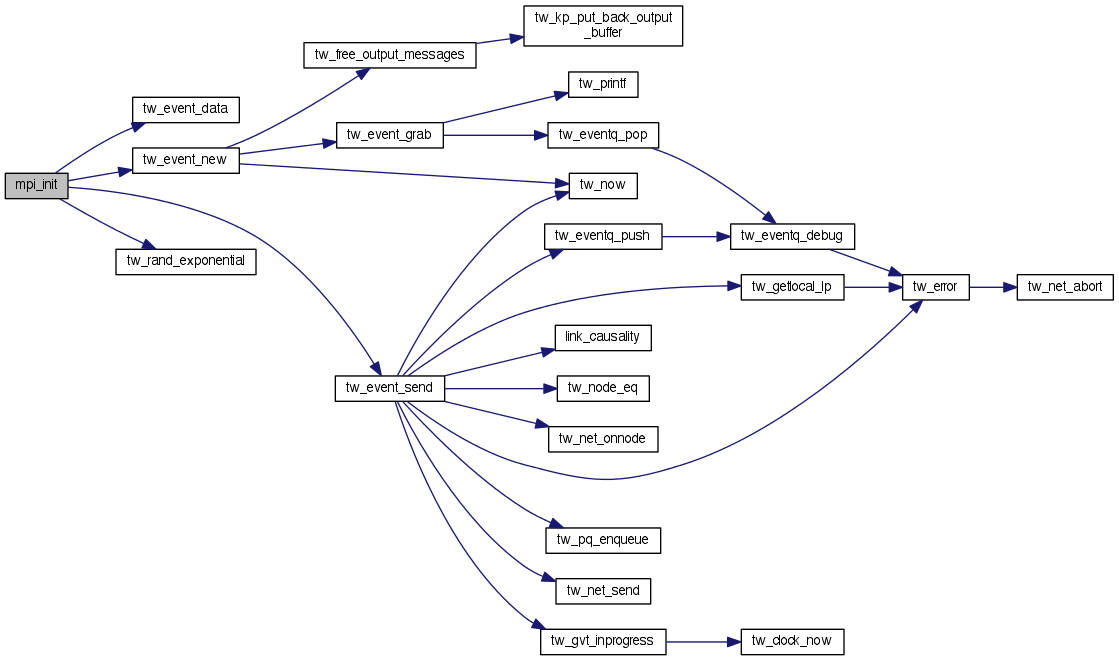 tw_kp_put_back_output
_buffer
tw_free_output_messages
tw_printf
tw_event_data
tw_event_grab
tw_eventq_pop
tw_event_new
mpi_init
tw_now
tw_eventq_push
tw_eventq_debug
tw_rand_exponential
tw_getlocal_lp
tw_error
tw_net_abort
link_causality
tw_event_send
tw_node_eq
tw_net_onnode
tw_pq_enqueue
tw_net_send
tw_gvt_inprogress
tw_clock_now